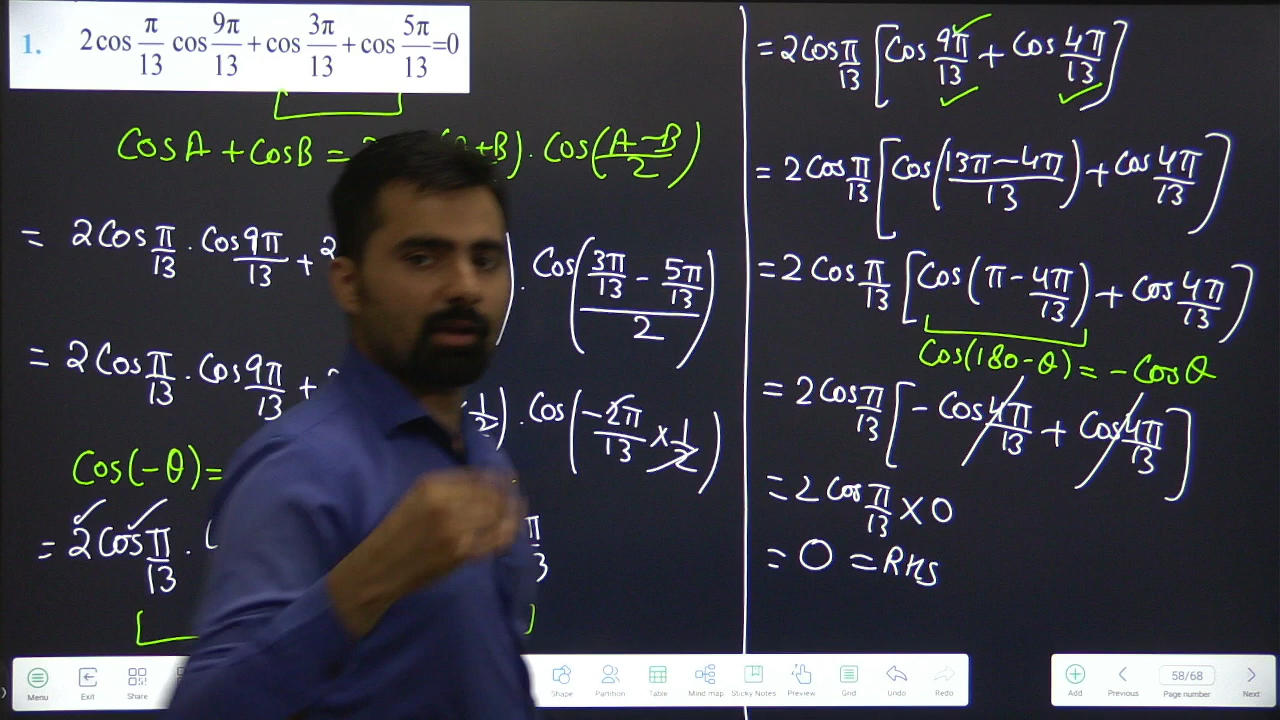 1. 2cos π/13 cos 9π/13 + cos 3π/13 + cos 5π/13 = 0
CosA + CosB = +B). Cos(A-B/2)
= 2Cos π/13 . Cos 9π/13 + 2 ). Cos((3π/13 - 5π/13)/2)
= 2Cos π/13 . Cos 9π/13 + 1/2). Cos(-2π/13 × 1/2)
Cos(-θ) =
= 2Cos π/13 .
= 2Cos π/13 [Cos 9π/13 + Cos 4π/13]
= 2Cos π/13 [Cos(13π-4π/13) + Cos 4π/13]
= 2Cos π/13 [Cos(π - 4π/13) + Cos 4π/13]
Cos(180-θ) = -Cosθ
= 2Cos π/13 [-Cos 4π/13 + Cos 4π/13]
= 2Cos π/13 × 0
= 0 = RHS
Menu Exit Share Shape Partition Table Mind map Sticky Notes Preview Grid Undo Redo
Add Previous 58/68 Page number Next